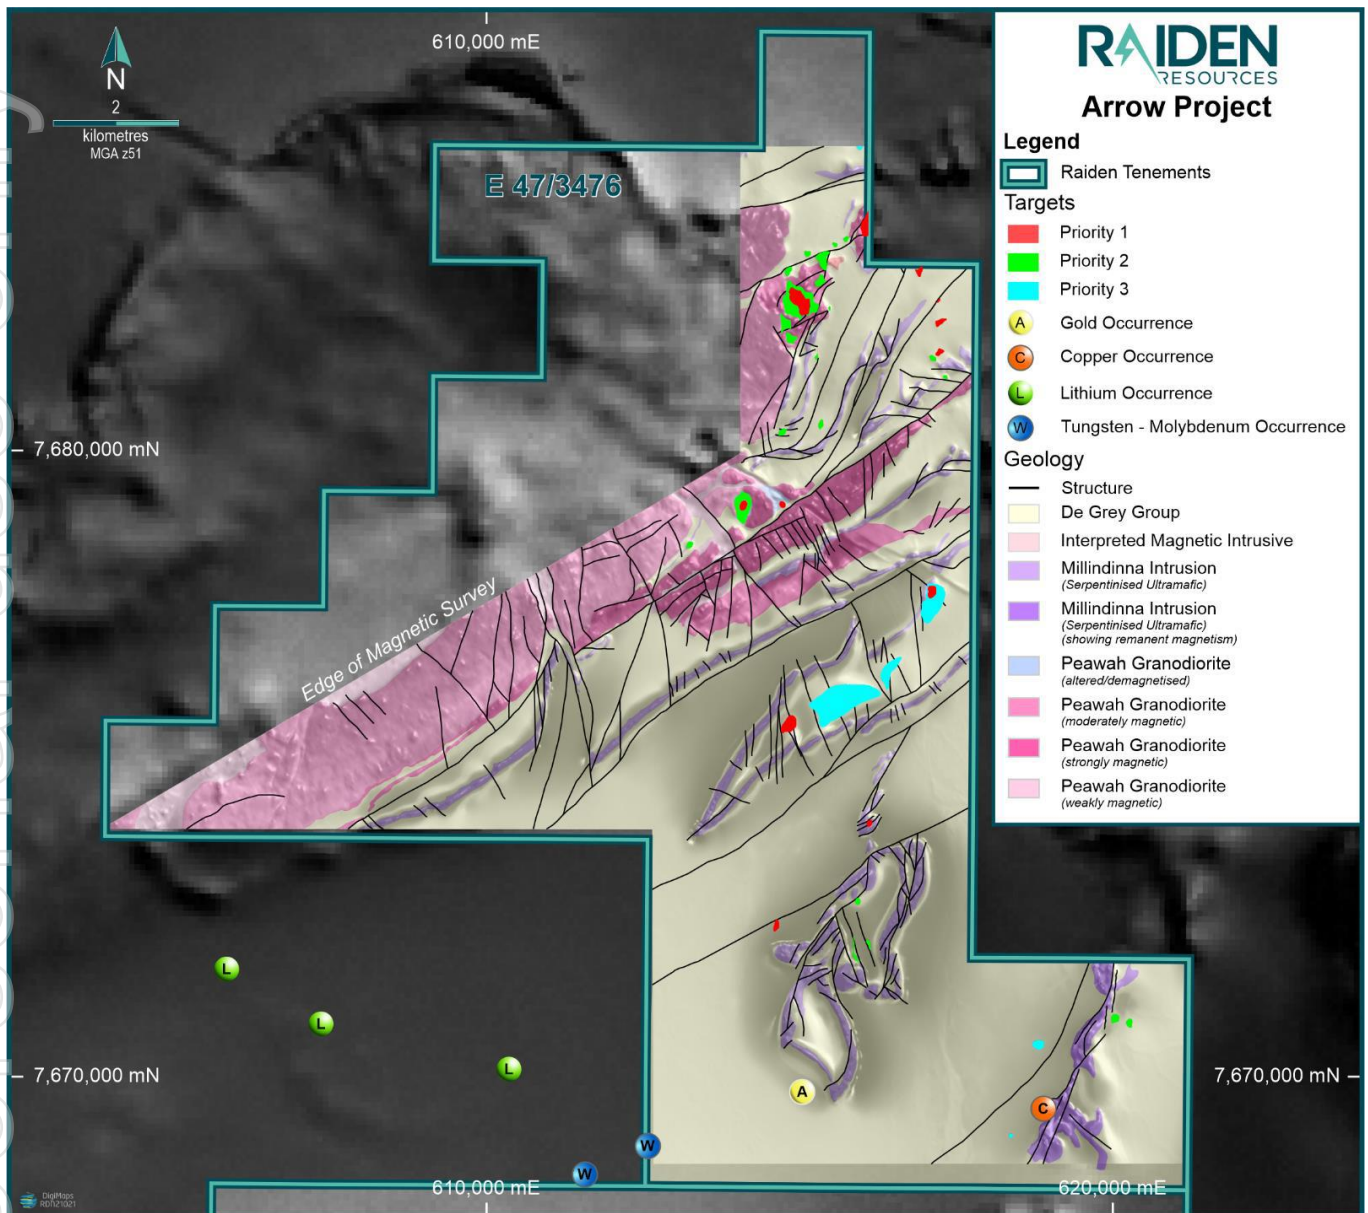 610,000 mE
N
2
kilometres
MGA z51
E 47/3476
7,680,000 mN
Edge of Magnetic Survey
L
L
L
7,670,000 mN
A
C
W
W
7,670,000 mN
610,000 mE
620,000 mE
DigiMaps
RAIDEN
RESOURCES
Arrow Project
Legend
Raiden Tenements
Targets
Priority 1
Priority 2
Priority 3
A Gold Occurrence
C Copper Occurrence
L Lithium Occurrence
W Tungsten - Molybdenum Occurrence
Geology
Structure
De Grey Group
Interpreted Magnetic Intrusive
Millindinna Intrusion
(Serpentinised Ultramafic)
Millindinna Intrusion
(Serpentinised Ultramafic)
(showing remanent magnetism)
Peawah Granodiorite
(altered/demagnetised)
Peawah Granodiorite
(moderately magnetic)
Peawah Granodiorite
(strongly magnetic)
Peawah Granodiorite
(weakly magnetic)